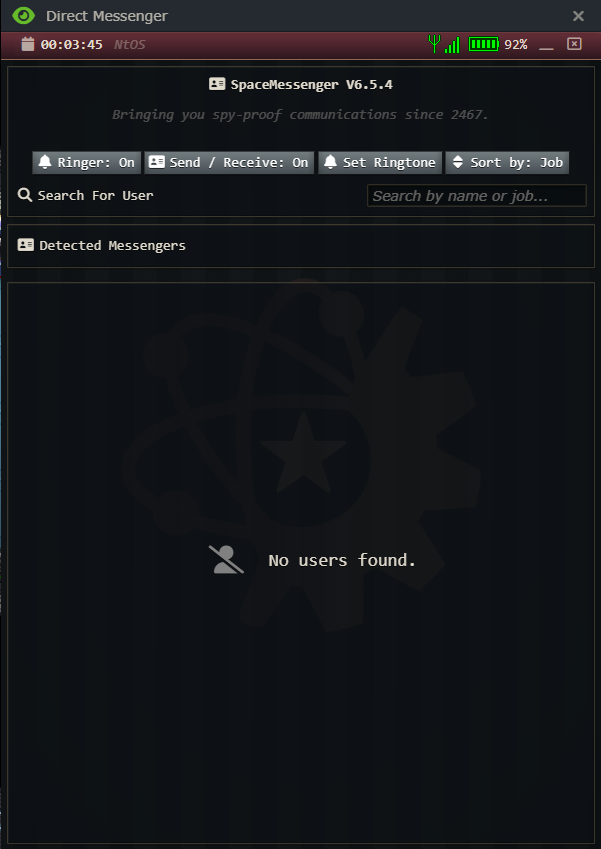 Direct Messenger
00:03:45 NtOS 92%
SpaceMessenger V6.5.4
Bringing you spy-proof communications since 2467.
Ringer: On Send / Receive: On Set Ringtone Sort by: Job
Search For User Search by name or job...
Detected Messengers
No users found.